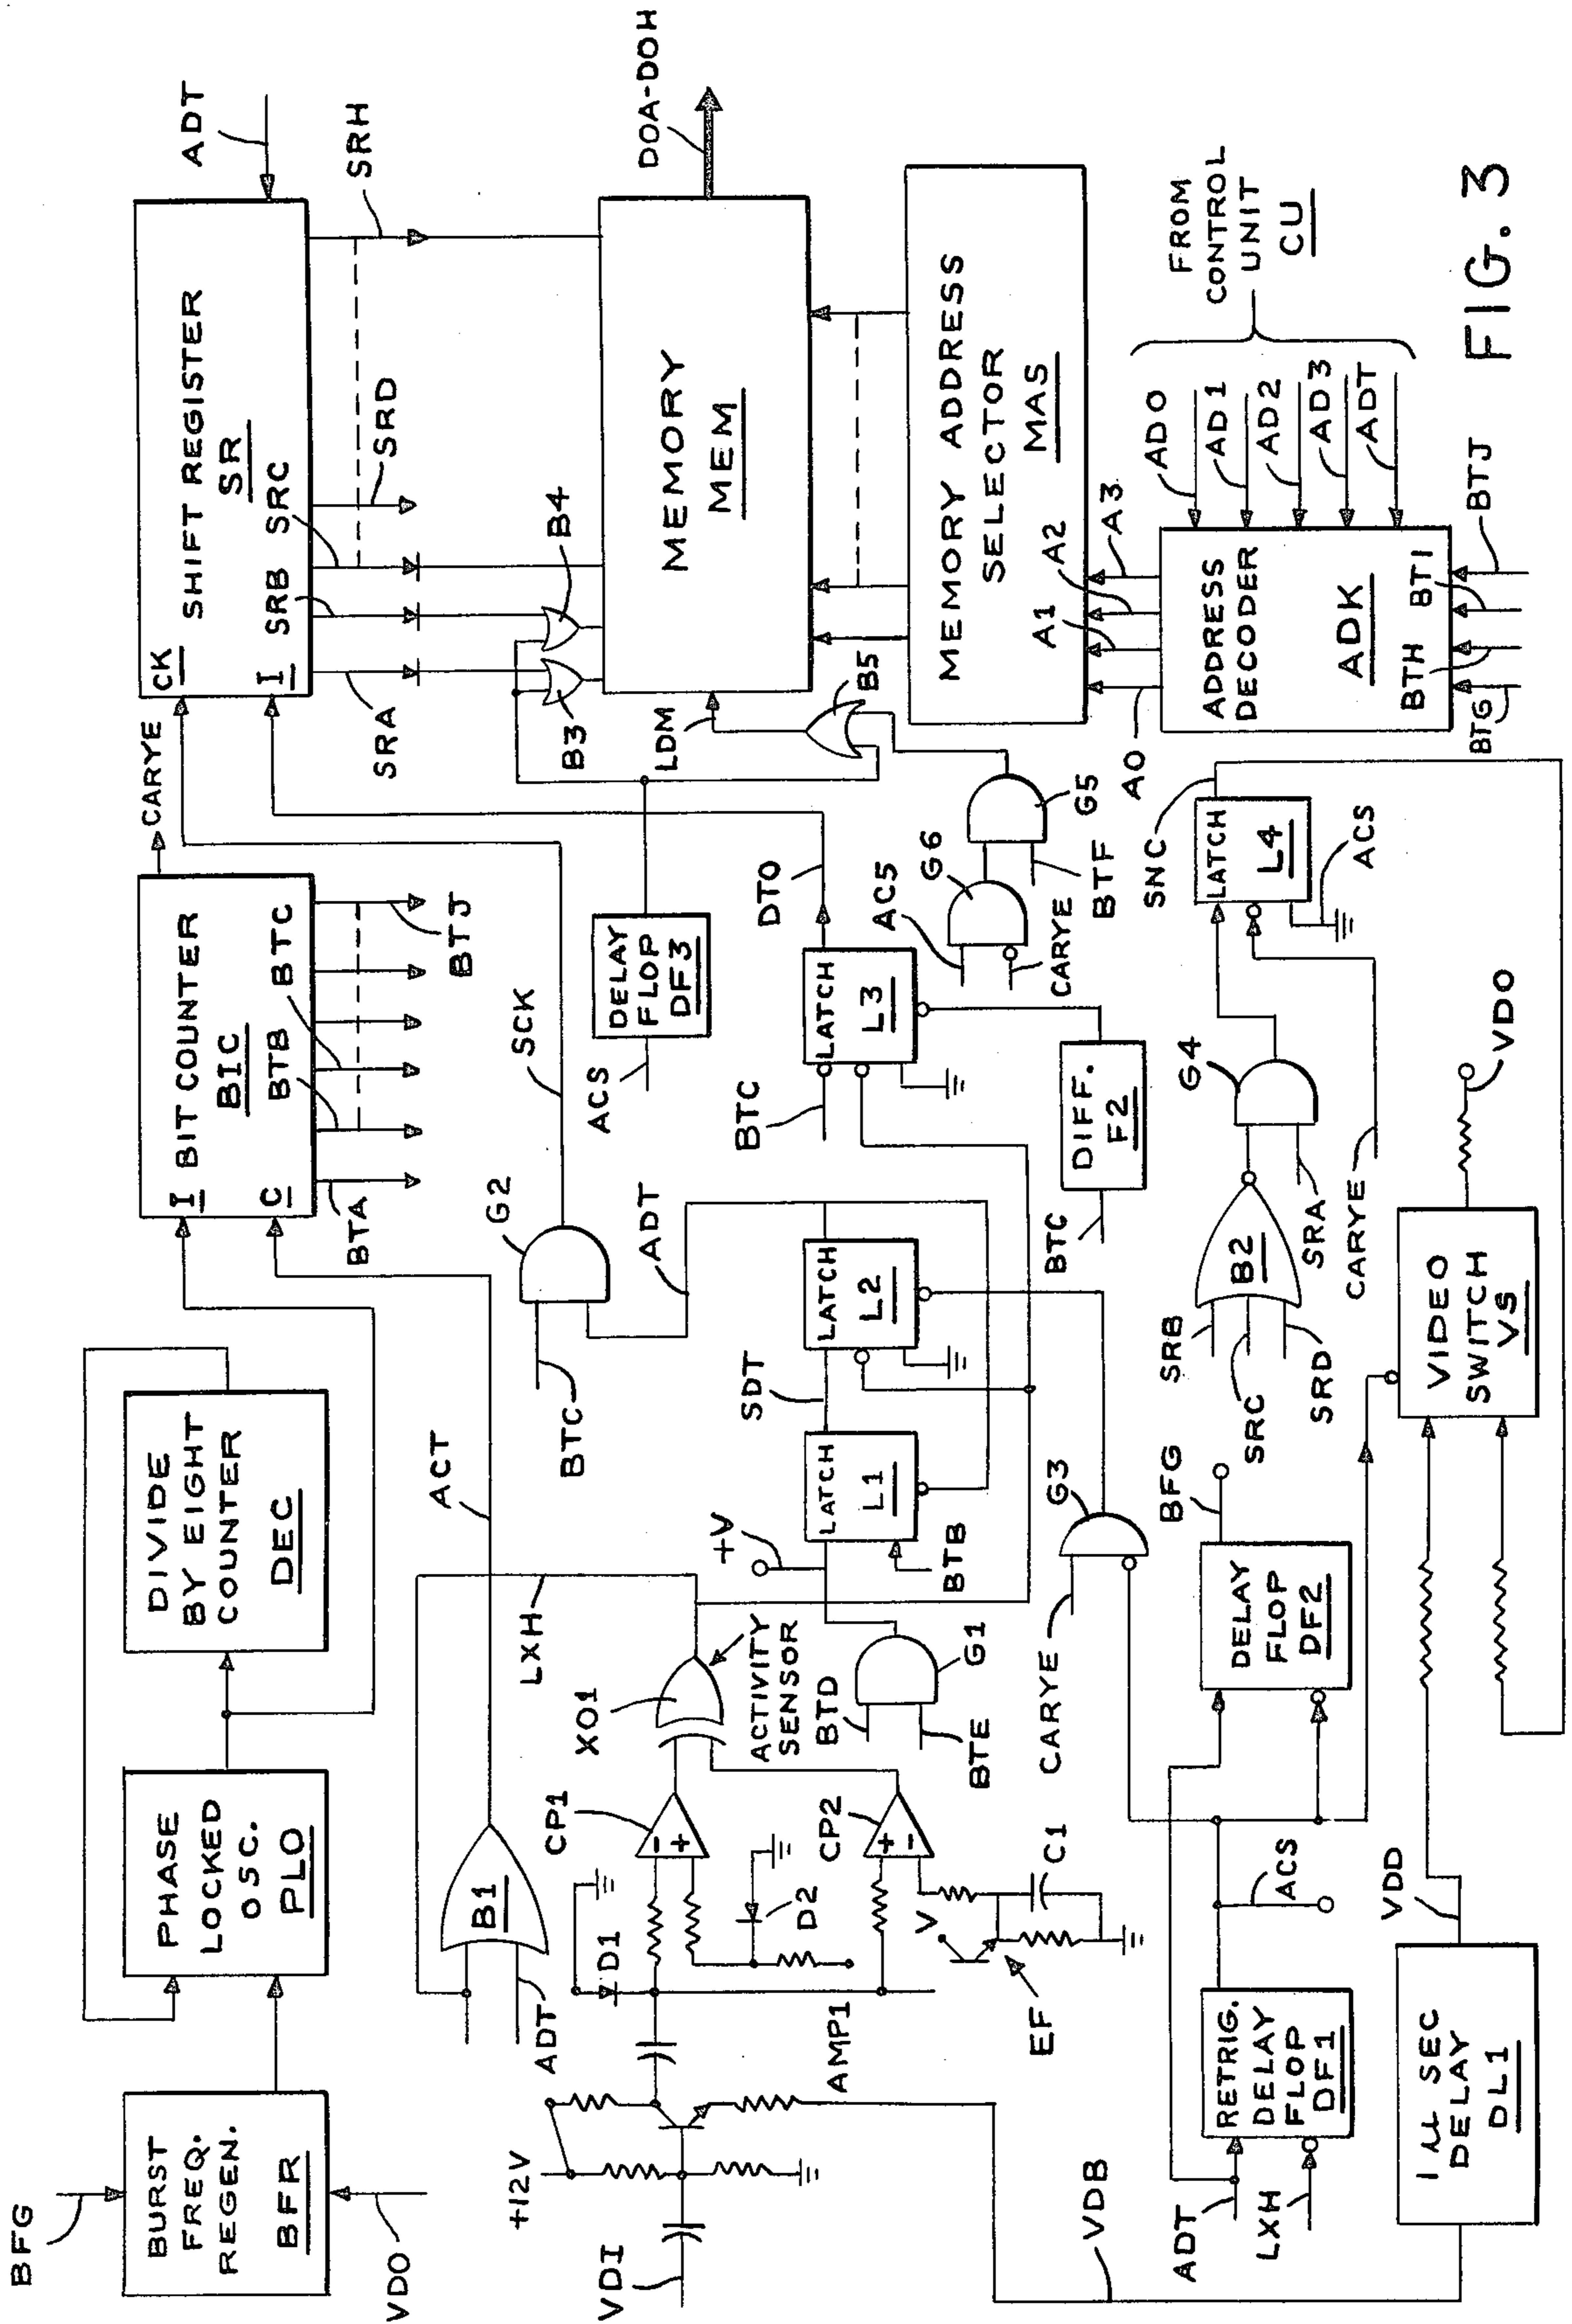 BFG
BURST
FREQ.
REGEN.
BFR
VDO
PHASE
LOCKED
OSC.
PLO
DIVIDE
BY EIGHT
COUNTER
DEC
I BIT COUNTER
BIC
C
BTB
BTC
BTA
BTJ
CARYE
CK
SHIFT REGISTER
SR
I
SRB
SRC
ADT
SRA
SRD
SRH
ACT
B1
ADT
LXH
G2
BTC
ADT
SCK
ACS
DELAY
FLOP
DF3
B3
B4
MEMORY
MEM
DOA-DOH
LDM
B5
+12V
VDI
AMP1
D1
CP1
-
+
D2
CP2
+
-
V
EF
C1
XO1
ACTIVITY
SENSOR
BTD
BTE
G1
+V
LATCH
L1
BTB
SDT
LATCH
L2
BTC
LATCH
L3
DTO
DIFF.
F2
BTC
AC5
CARYE
G6
BTF
G5
MEMORY ADDRESS
SELECTOR
MAS
A0
A1
A2
A3
ADDRESS
DECODER
ADK
BTG
BTH
BTI
BTJ
AD0
AD1
AD2
AD3
ADT
FROM
CONTROL
UNIT
CU
CARYE
G3
ADT
LXH
RETRIG.
DELAY
FLOP
DF1
ACS
DELAY
FLOP
DF2
BFG
SRB
SRC
SRD
B2
SRA
G4
CARYE
LATCH
L4
SNC
ACS
VDB
1 µ SEC
DELAY
DL1
VDD
VIDEO
SWITCH
VS
VDO
FIG. 3